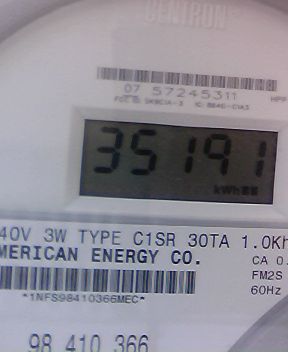 CENTRON
07 57245311
35191
kWh
40V 3W TYPE C1SR 30TA 1.0Kh
MERICAN ENERGY CO.
CA 0.
FM2S
60Hz
*1NFS98410366MEC*
98 410 366